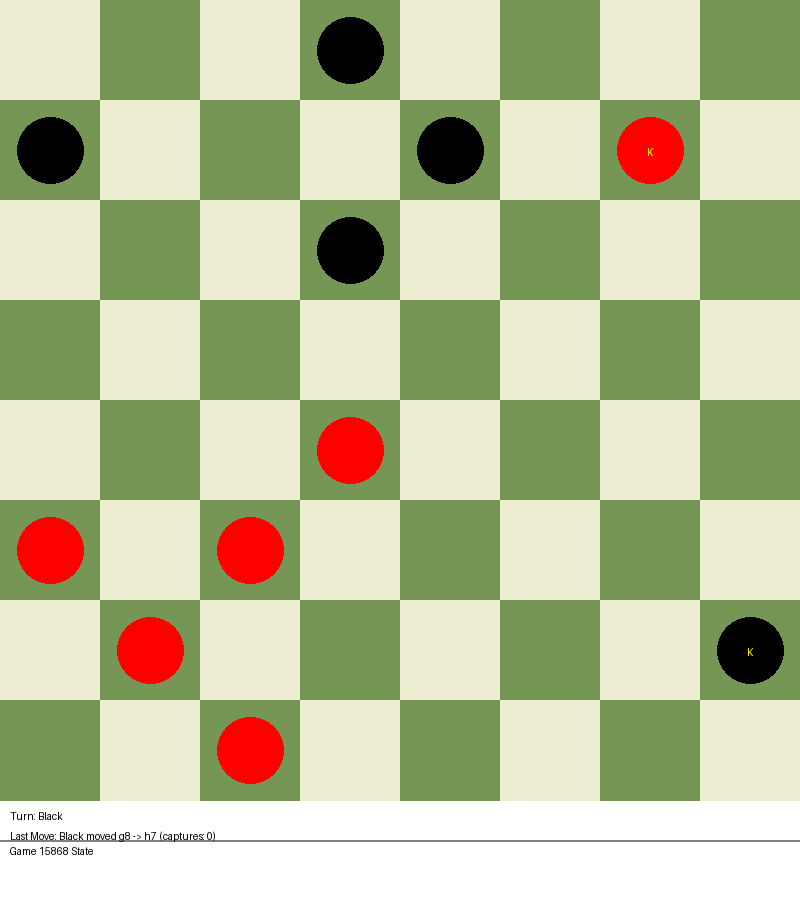 K
K
Turn: Black
Last Move: Black moved g8 -> h7 (captures: 0)
Game 15868 State